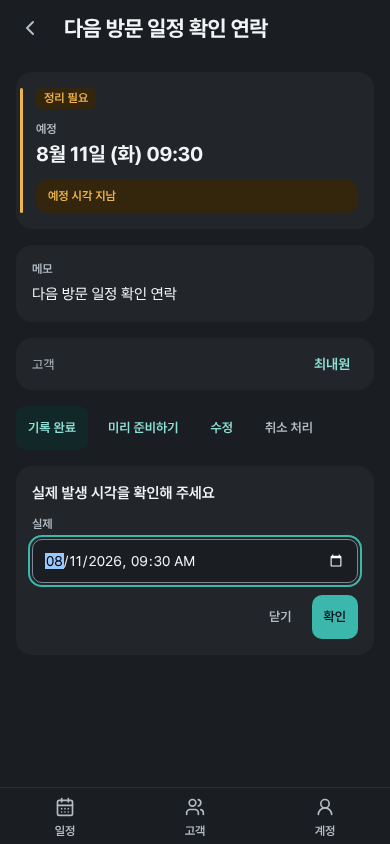 다음 방문 일정 확인 연락
정리 필요
예정
8월 11일 (화) 09:30
예정 시각 지남
메모
다음 방문 일정 확인 연락
고객
최내원
기록 완료
미리 준비하기
수정
취소 처리
실제 발생 시각을 확인해 주세요
실제
08/11/2026, 09:30 AM
닫기
확인
일정
고객
계정